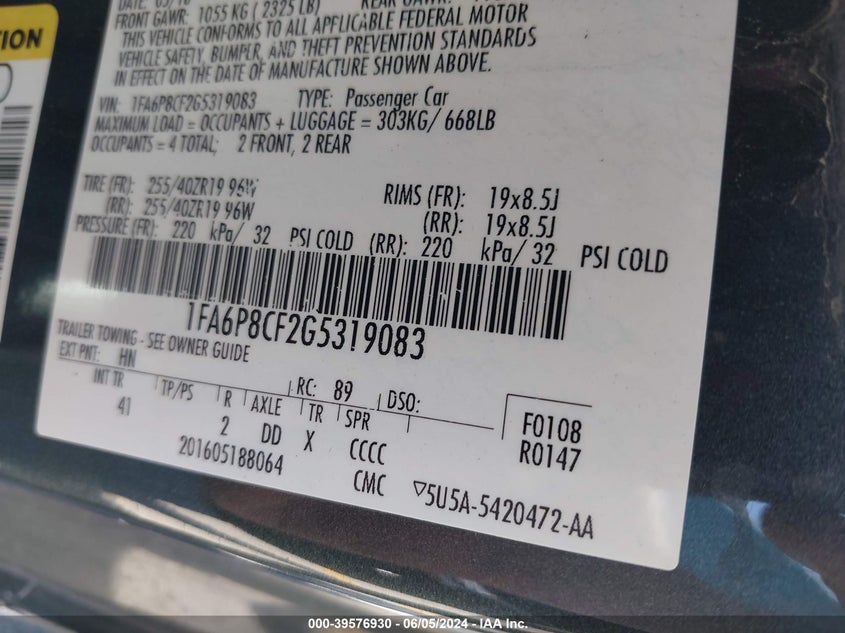 TION
FRONT GAWR: 1055 KG ( 2325 LB)
THIS VEHICLE CONFORMS TO ALL APPLICABLE FEDERAL MOTOR
VEHICLE SAFETY, BUMPER, AND THEFT PREVENTION STANDARDS
IN EFFECT ON THE DATE OF MANUFACTURE SHOWN ABOVE.
VIN: 1FA6P8CF2G5319083 TYPE: Passenger Car
MAXIMUM LOAD = OCCUPANTS + LUGGAGE = 303KG/ 668LB
OCCUPANTS = 4 TOTAL; 2 FRONT, 2 REAR
TIRE (FR): 255/40ZR19 96W RIMS (FR): 19x8.5J
(RR): 255/40ZR19 96W (RR): 19x8.5J
PRESSURE (FR): 220 kPa/ 32 PSI COLD (RR): 220 kPa/ 32 PSI COLD
1FA6P8CF2G5319083
TRAILER TOWING - SEE OWNER GUIDE
EXT PNT: HN RC: 89 DSO:
INT TR TP/PS R AXLE TR SPR
41 2 DD X CCCC
201605188064 CMC
F0108
R0147
▽5U5A-5420472-AA
000-39576930 - 06/05/2024 - IAA Inc.